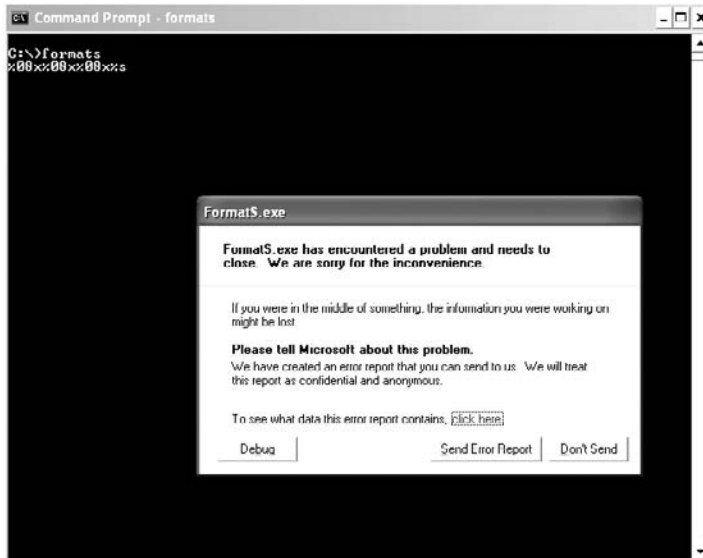 Command Prompt - formats
C:\>formats
%08x%08x%08x%s
FormatS.exe
FormatS.exe has encountered a problem and needs to
close. We are sorry for the inconvenience.
If you were in the middle of something, the information you were working on
might be lost.
Please tell Microsoft about this problem.
We have created an error report that you can send to us. We will treat
this report as confidential and anonymous.
To see what data this error report contains, click here.
Debug
Send Error Report
Don't Send